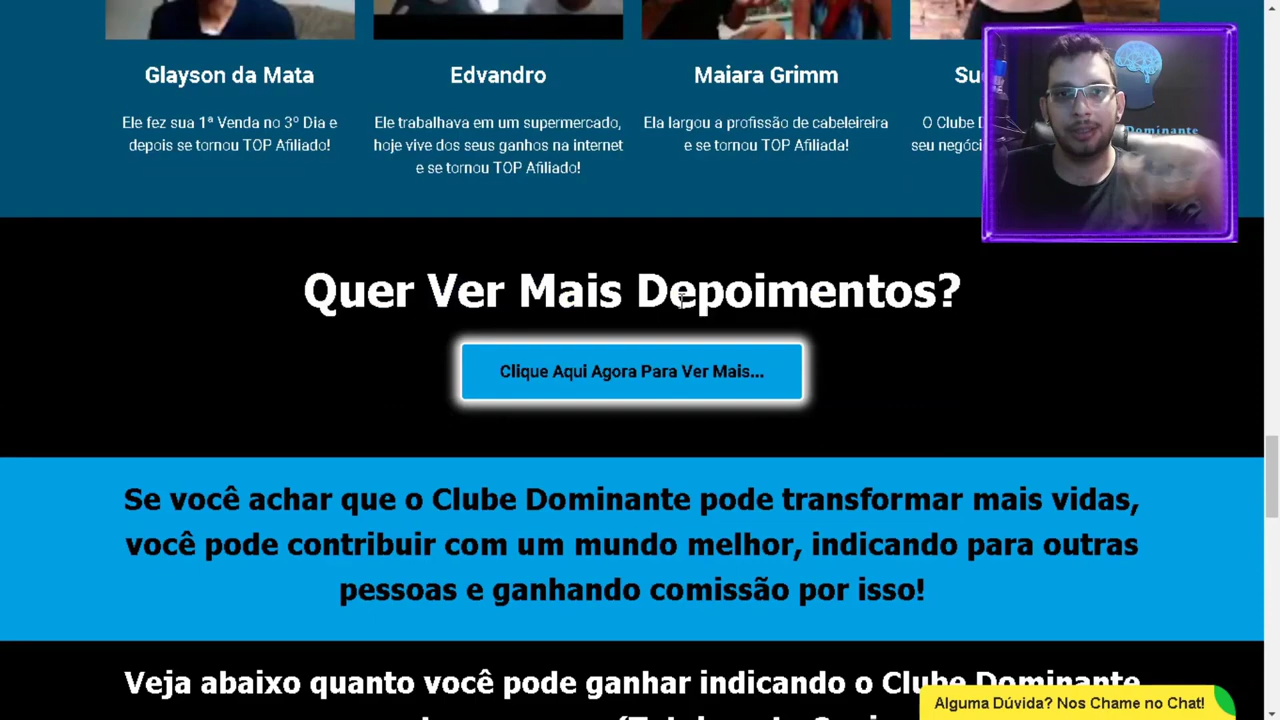 Glayson da Mata
Ele fez sua 1ª Venda no 3º Dia e
depois se tornou TOP Afiliado!
Edvandro
Ele trabalhava em um supermercado,
hoje vive dos seus ganhos na internet
e se tornou TOP Afiliado!
Maiara Grimm
Ela largou a profissão de cabeleireira
e se tornou TOP Afiliada!
O Clube
seu negóci
Dominante
Quer Ver Mais Depoimentos?
Clique Aqui Agora Para Ver Mais...
Se você achar que o Clube Dominante pode transformar mais vidas,
você pode contribuir com um mundo melhor, indicando para outras
pessoas e ganhando comissão por isso!
Veja abaixo quanto você pode ganhar indicando o Clube Dominante
Alguma Dúvida? Nos Chame no Chat!